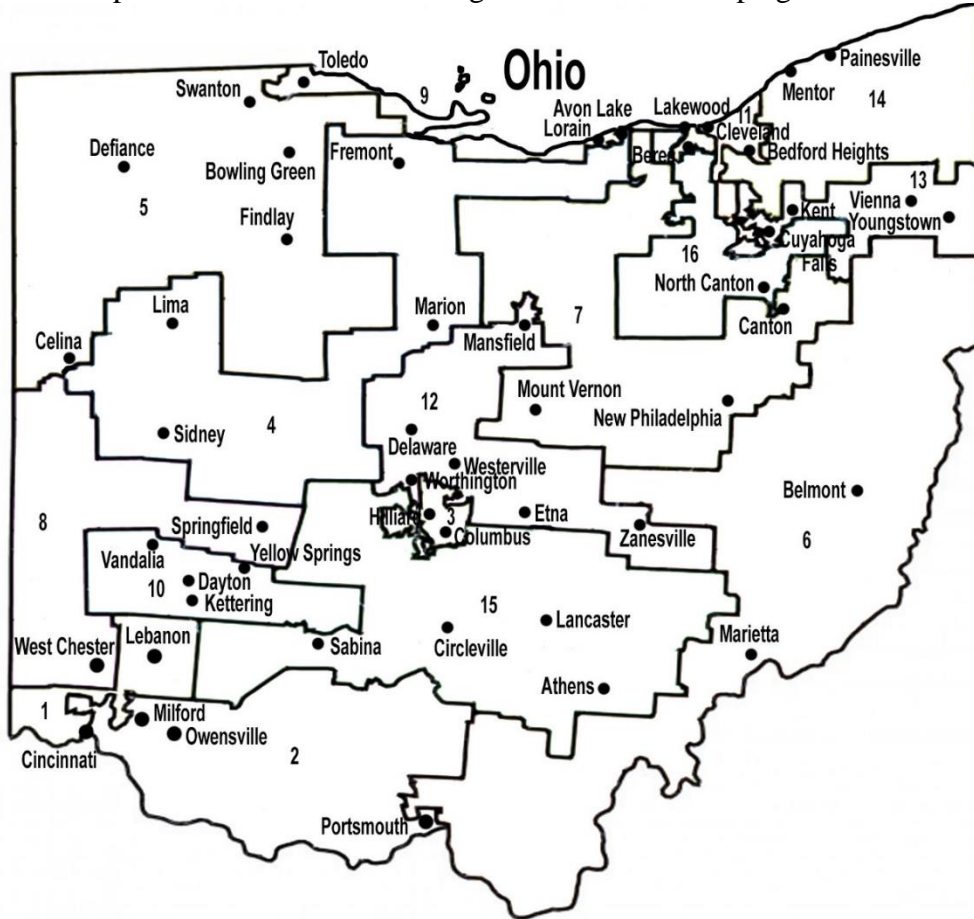 Ohio
Toledo
Swanton
9
Painesville
Mentor
14
Avon Lake
Lakewood
11
Lorain
Cleveland
Defiance
Bowling Green
Fremont
Berea
Bedford Heights
5
13
Vienna
Findlay
Kent
Youngstown
16
Cuyahoga
Falls
North Canton
Lima
Marion
7
Canton
Celina
Mansfield
12
Mount Vernon
New Philadelphia
4
Sidney
Delaware
Westerville
Worthington
Belmont
8
Springfield
Hilliard
3
Etna
Columbus
Zanesville
6
Vandalia
Yellow Springs
Dayton
10
Kettering
15
Lancaster
West Chester
Lebanon
Sabina
Circleville
Marietta
Athens
1
Milford
Owensville
Cincinnati
2
Portsmouth